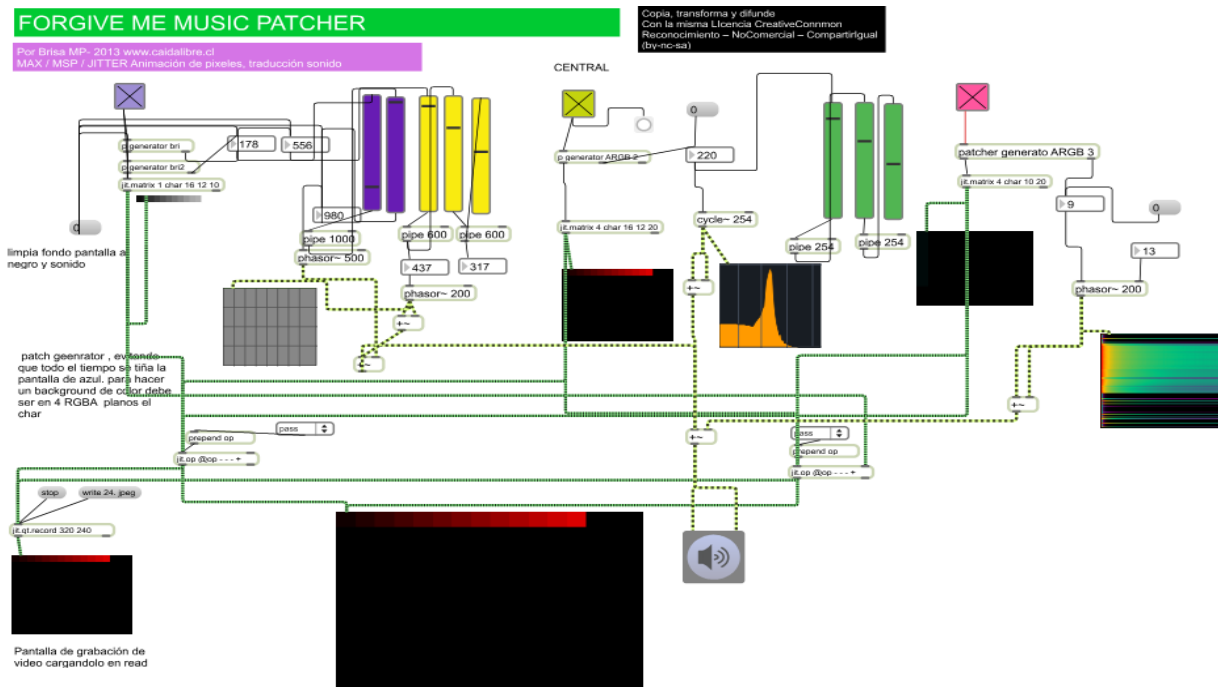 FORGIVE ME MUSIC PATCHER
Por Brisa MP- 2013 www.caidalibre.cl
MAX / MSP / JITTER Animación de pixeles, traducción sonido
Copia, transforma y difunde
Con la misma LIcencia CreativeConnmon
Reconocimiento – NoComercial – CompartirIgual
(by-nc-sa)
CENTRAL
p generator bri
p generator bri2
jit.matrix 1 char 16 12 10
178
556
0
limpia fondo pantalla a
negro y sonido
980
pipe 1000
phasor~ 500
pipe 600
pipe 600
437
317
phasor~ 200
+~
p generator ARGB 2
0
220
jit.matrix 4 char 16 12 20
cycle~ 254
+~
pipe 254
pipe 254
patcher generato ARGB 3
jit.matrix 4 char 10 20
9
0
13
phasor~ 200
+~
patch geenrator , evitando
que todo el tiempo se tiña la
pantalla de azul. para hacer
un background de color debe
ser en 4 RGBA planos el
char
pass
prepend op
jit.op @op - - - +
+~
pass
prepend op
jit.op @op - - - +
stop
write 24. jpeg
jit.qt.record 320 240
Pantalla de grabación de
video cargandolo en read